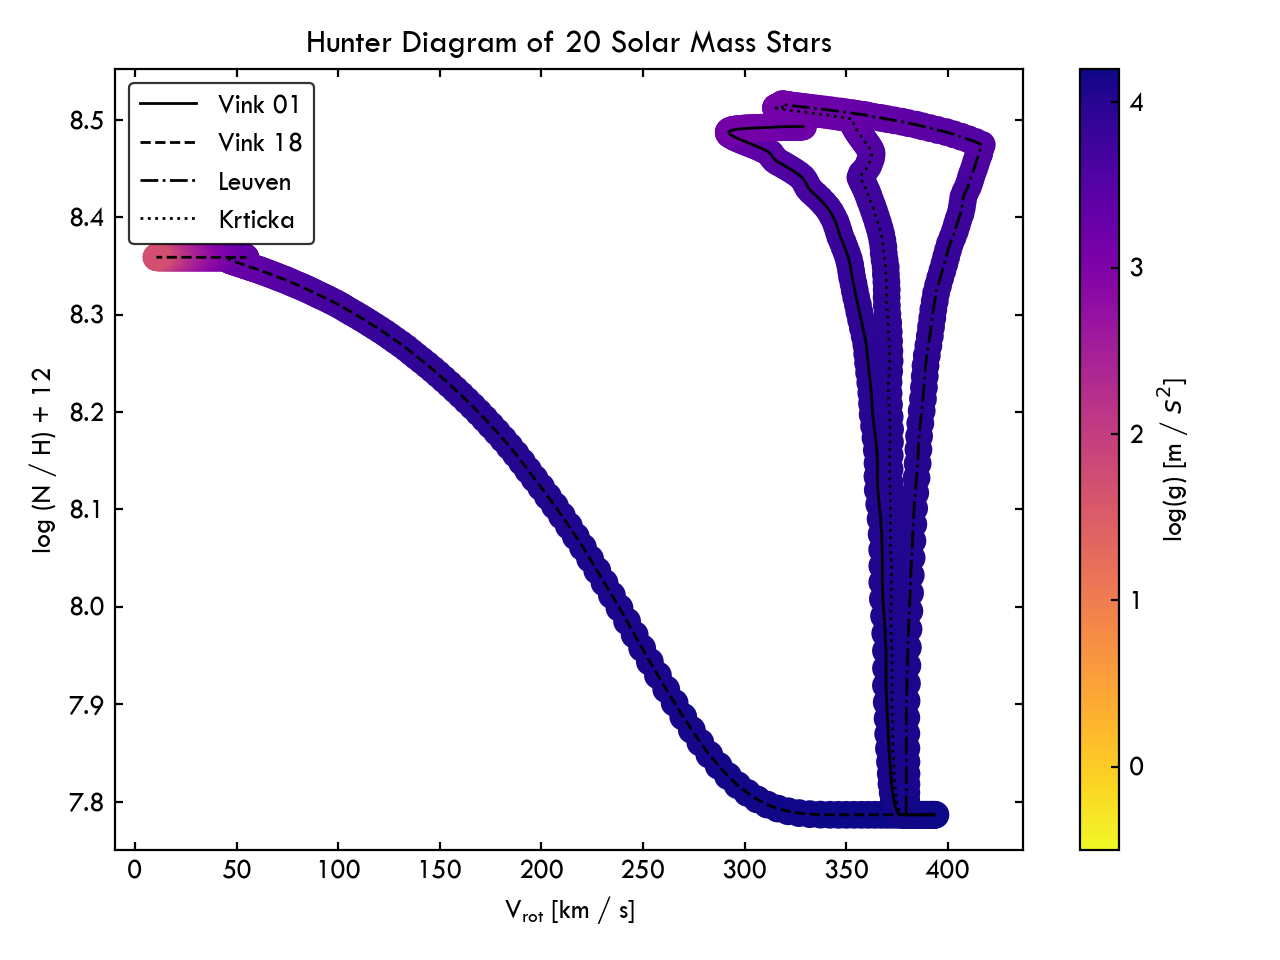 Hunter Diagram of 20 Solar Mass Stars
Vink 01
Vink 18
Leuven
Krticka
8.5
8.4
8.3
8.2
8.1
8.0
7.9
7.8
log (N / H) + 12
0 50 100 150 200 250 300 350 400
V_rot [km / s]
4
3
2
1
0
log(g) [m / s²]